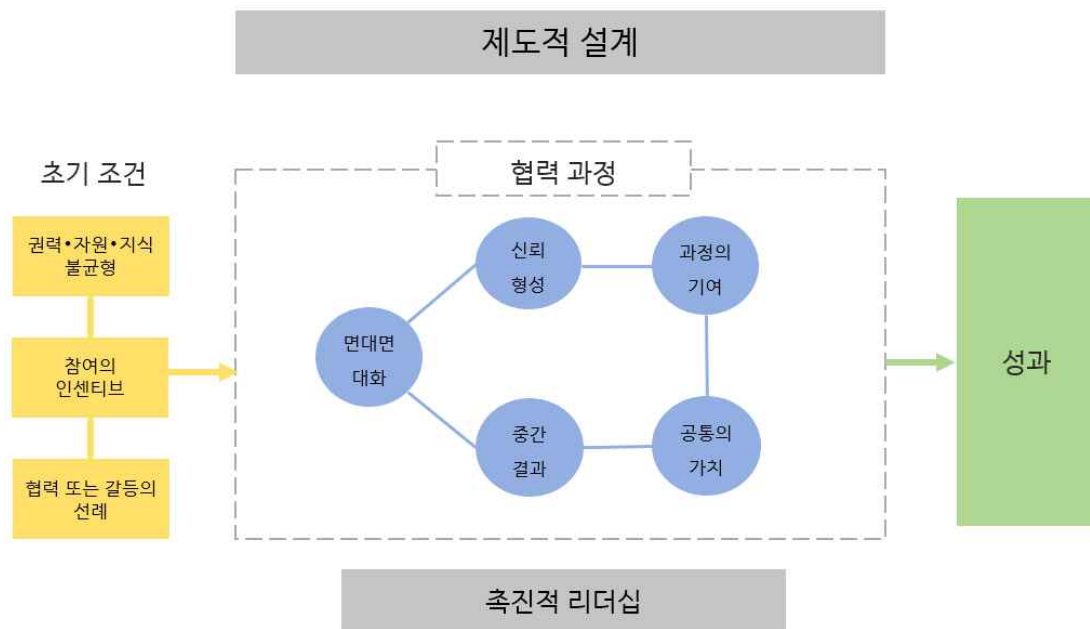 제도적 설계
초기 조건
권력•자원•지식
불균형
참여의
인센티브
협력 또는 갈등의
선례
협력 과정
신뢰
형성
과정의
기여
면대면
대화
중간
결과
공통의
가치
성과
촉진적 리더십